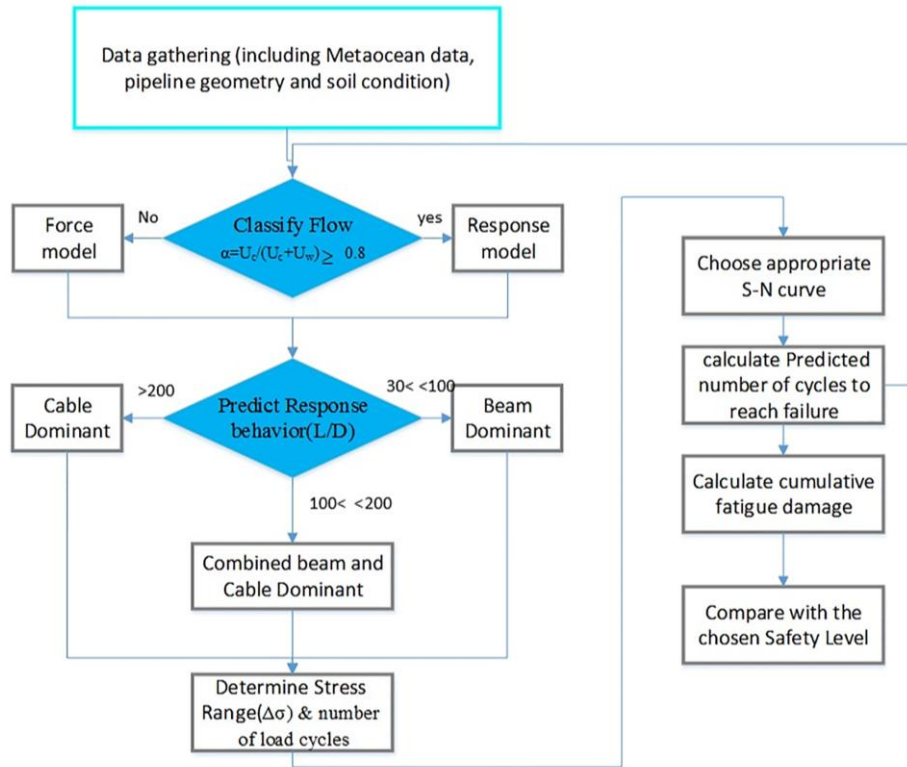 Data gathering (including Metaocean data,
pipeline geometry and soil condition)
No
yes
Force
model
Classify Flow
α=U_c/(U_c+U_w)≥ 0.8
Response
model
>200
30< <100
Cable
Dominant
Predict Response
behavior(L/D)
Beam
Dominant
100< <200
Combined beam and
Cable Dominant
Determine Stress
Range(Δσ) & number
of load cycles
Choose appropriate
S-N curve
calculate Predicted
number of cycles to
reach failure
Calculate cumulative
fatigue damage
Compare with the
chosen Safety Level